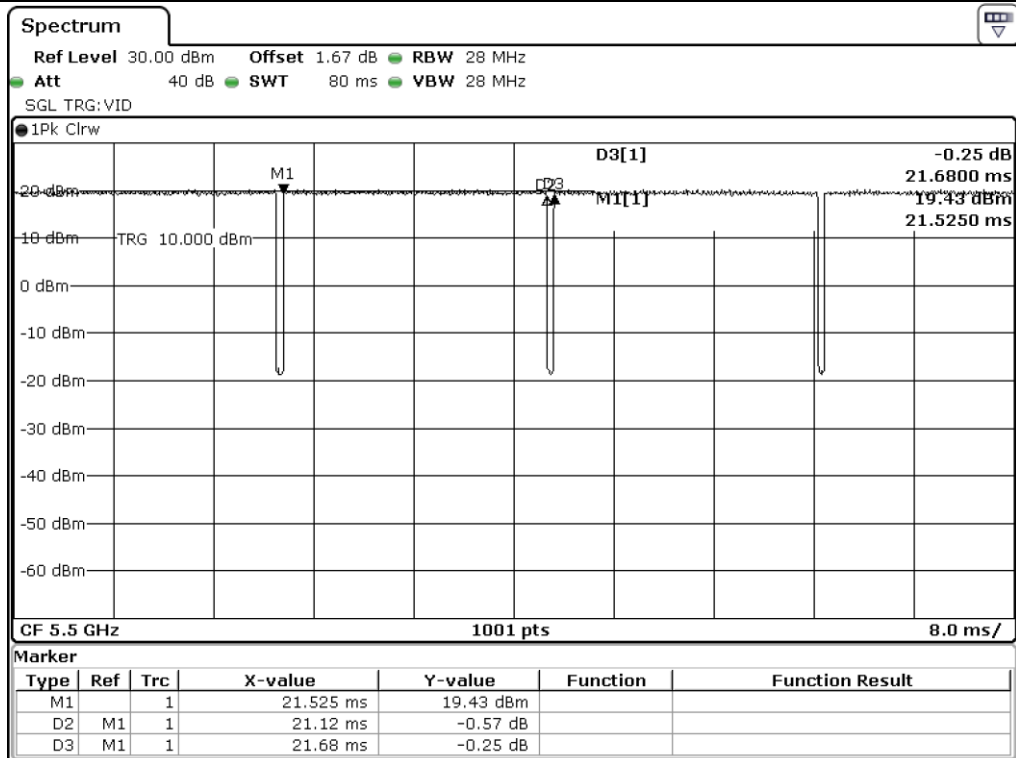 Spectrum
Ref Level 30.00 dBm Offset 1.67 dB RBW 28 MHz
Att 40 dB SWT 80 ms VBW 28 MHz
SGL TRG:VID
1Pk Clrw
D3[1] -0.25 dB
21.6800 ms
M1[1] 19.43 dBm
21.5250 ms
M1
D3
20 dBm
10 dBm
TRG 10.000 dBm
0 dBm
-10 dBm
-20 dBm
-30 dBm
-40 dBm
-50 dBm
-60 dBm
CF 5.5 GHz 1001 pts 8.0 ms/
Marker
Type Ref Trc X-value Y-value Function Function Result
M1 1 21.525 ms 19.43 dBm
D2 M1 1 21.12 ms -0.57 dB
D3 M1 1 21.68 ms -0.25 dB